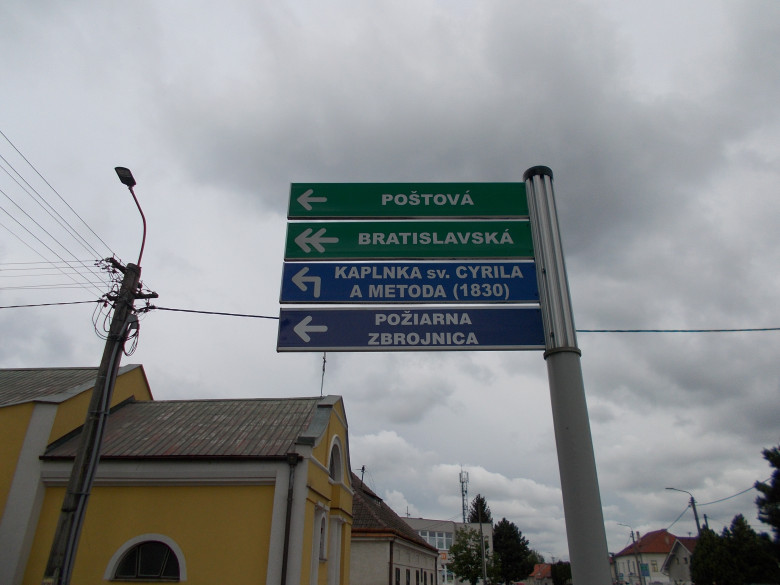 POŠTOVÁ
BRATISLAVSKÁ
KAPLNKA sv. CYRILA
A METODA (1830)
POŽIARNA
ZBROJNICA